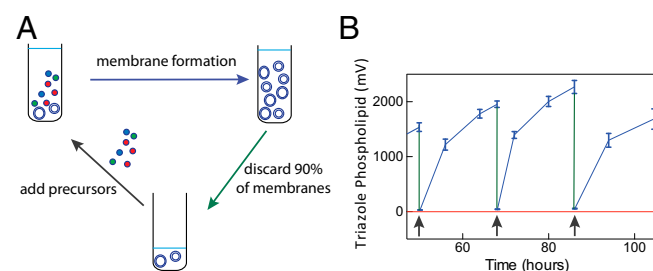 A
membrane formation
discard 90%
of membranes
add precursors
B
Triazole Phospholipid (mV)
2000
1000
0
60
80
100
Time (hours)